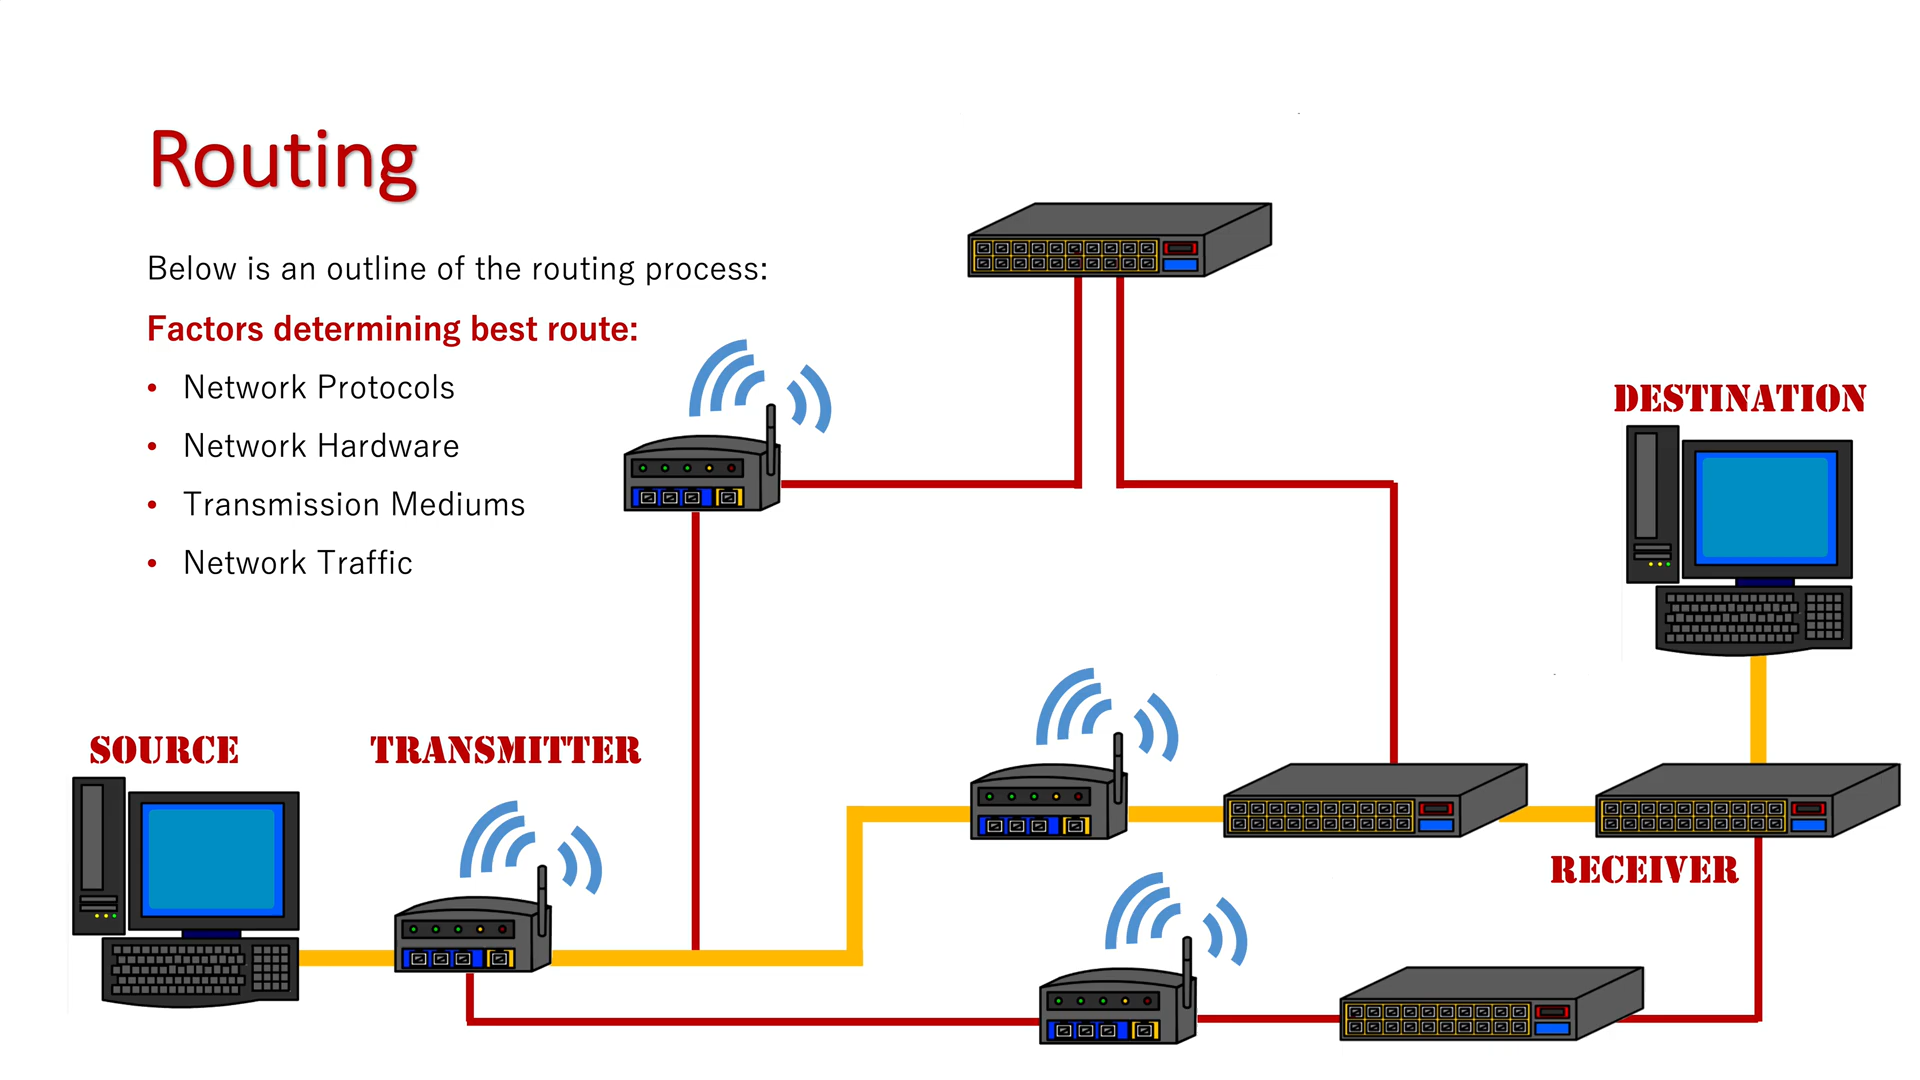 Routing
Below is an outline of the routing process:
Factors determining best route:
• Network Protocols
• Network Hardware
• Transmission Mediums
• Network Traffic
DESTINATION
SOURCE
TRANSMITTER
RECEIVER